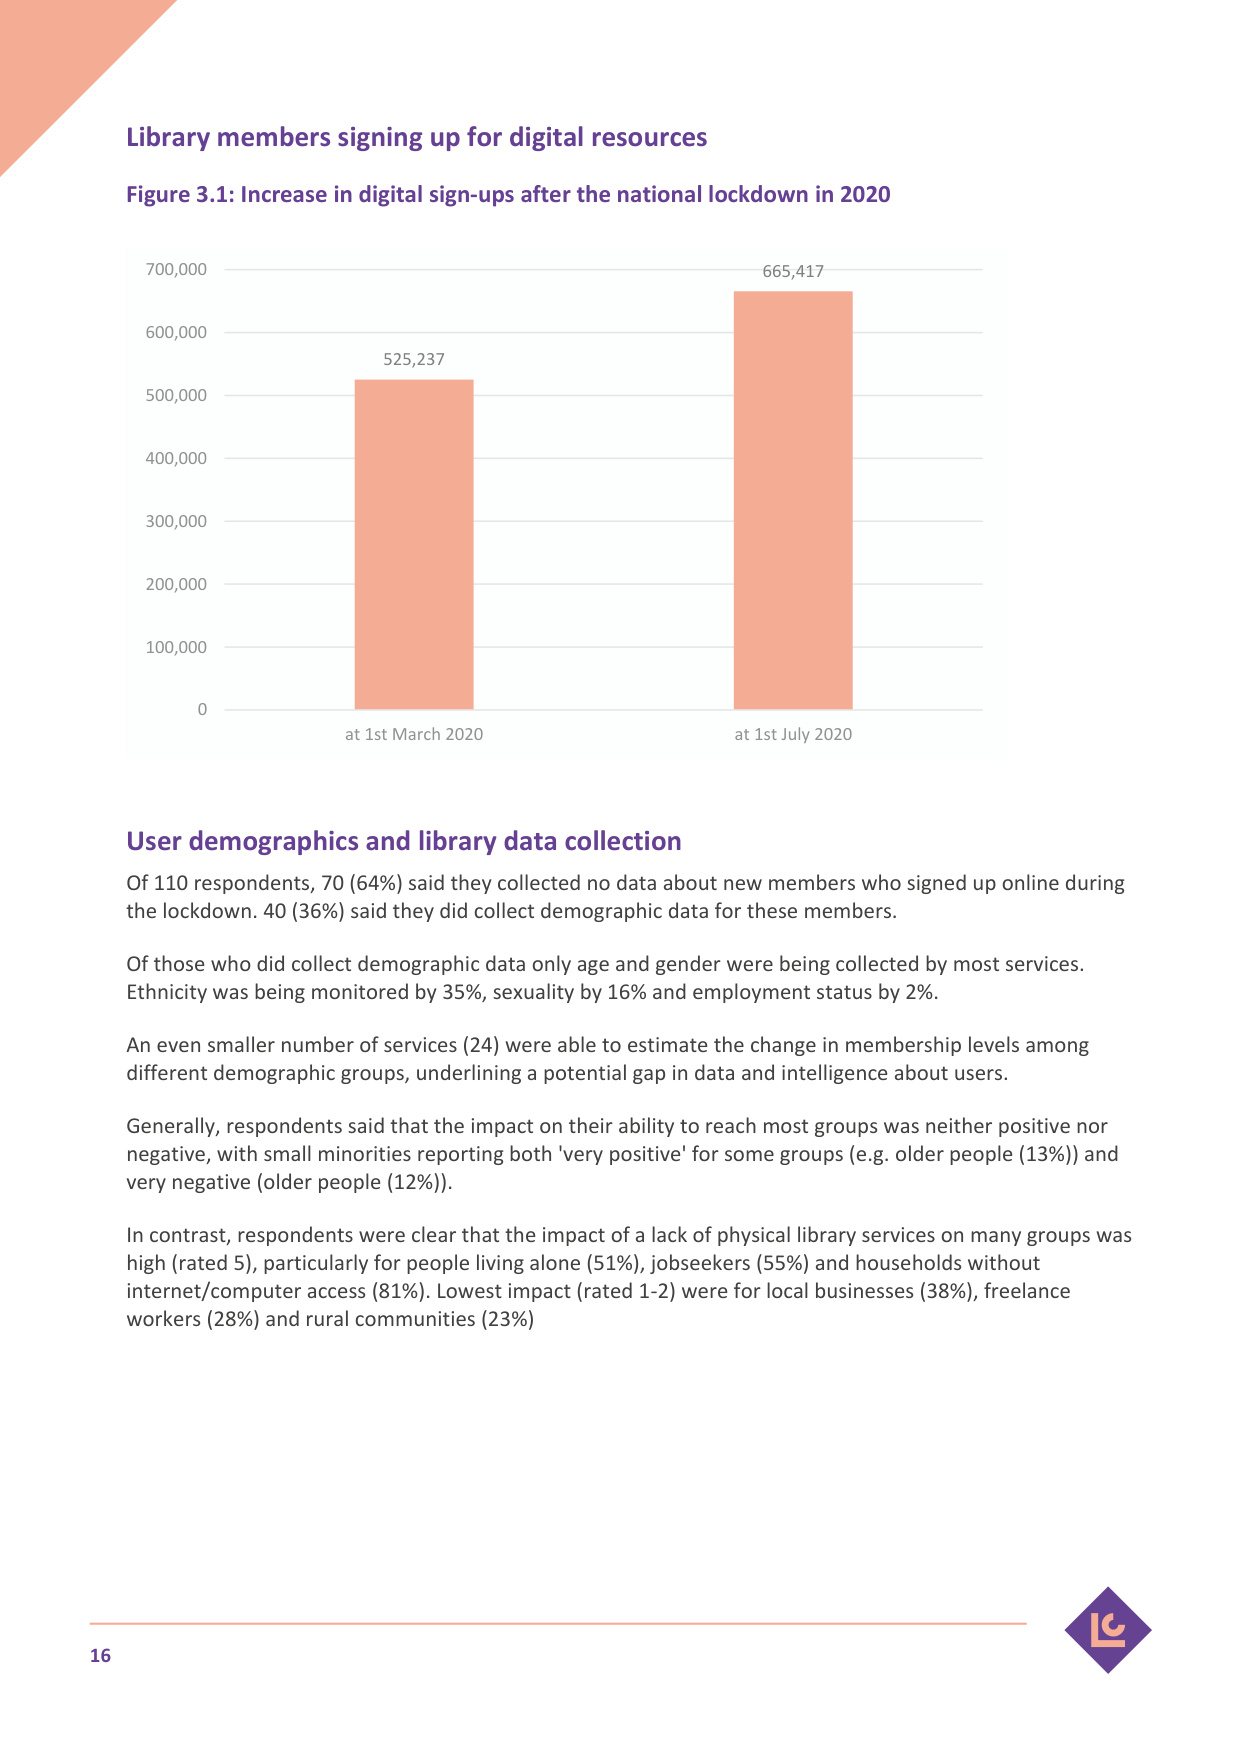 Library members signing up for digital resources
Figure 3.1: Increase in digital sign-ups after the national lockdown in 2020
700,000
600,000
500,000
400,000
300,000
200,000
100,000
0
525,237
665,417
at 1st March 2020
at 1st July 2020
User demographics and library data collection
Of 110 respondents, 70 (64%) said they collected no data about new members who signed up online during
the lockdown. 40 (36%) said they did collect demographic data for these members.
Of those who did collect demographic data only age and gender were being collected by most services.
Ethnicity was being monitored by 35%, sexuality by 16% and employment status by 2%.
An even smaller number of services (24) were able to estimate the change in membership levels among
different demographic groups, underlining a potential gap in data and intelligence about users.
Generally, respondents said that the impact on their ability to reach most groups was neither positive nor
negative, with small minorities reporting both 'very positive' for some groups (e.g. older people (13%)) and
very negative (older people (12%)).
In contrast, respondents were clear that the impact of a lack of physical library services on many groups was
high (rated 5), particularly for people living alone (51%), jobseekers (55%) and households without
internet/computer access (81%). Lowest impact (rated 1-2) were for local businesses (38%), freelance
workers (28%) and rural communities (23%)
16
LC